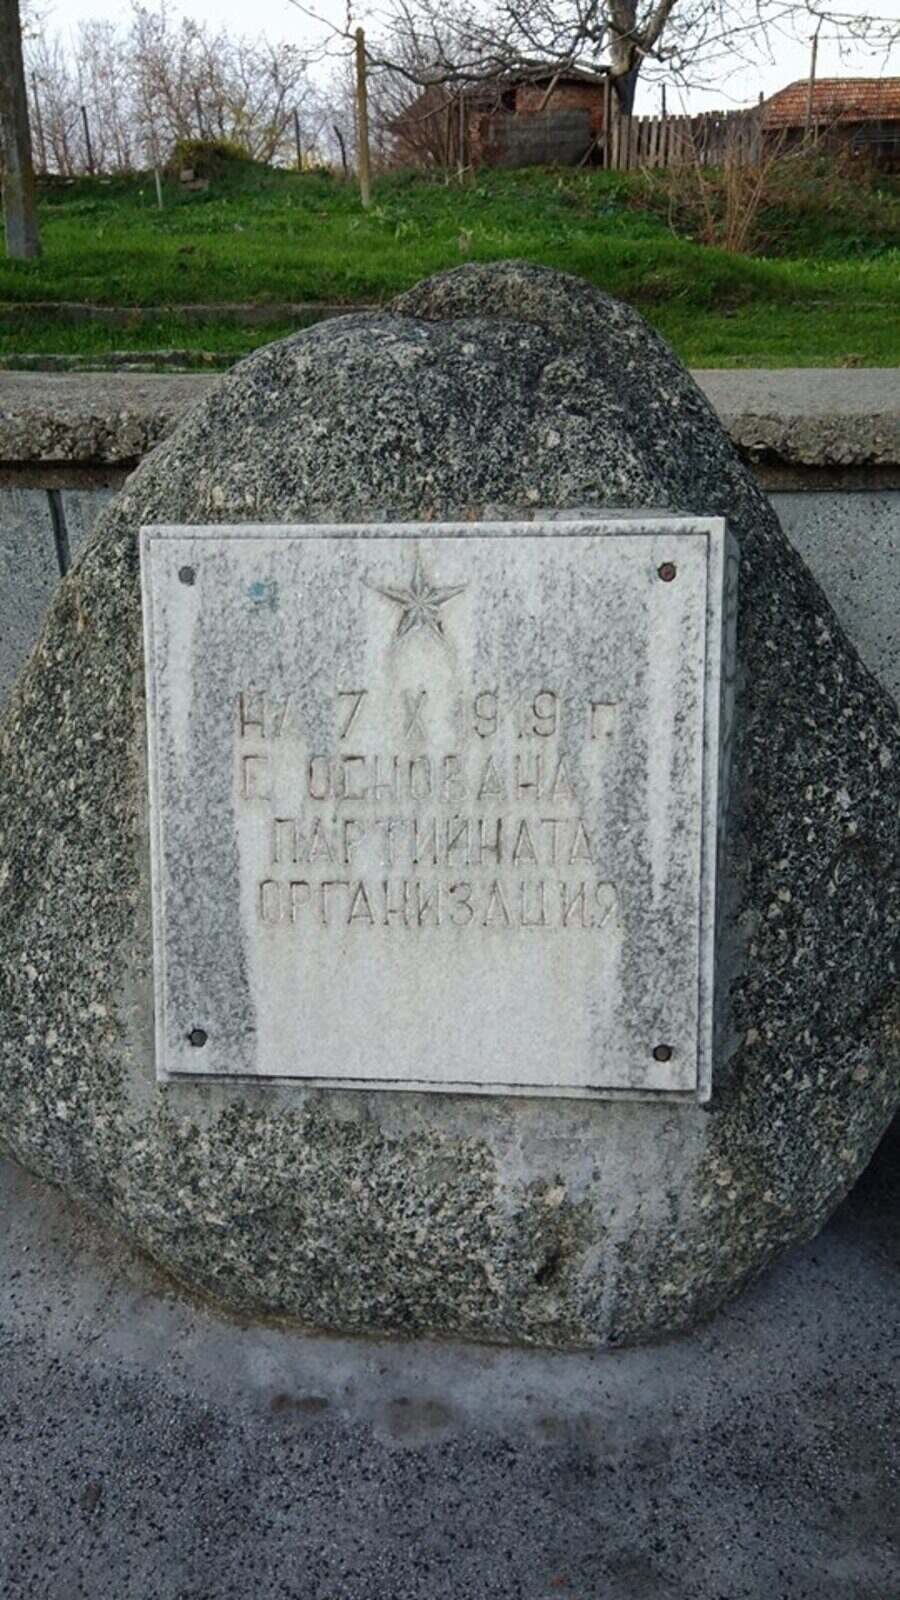 НА 7 X 1919 г.
Е ОСНОВАНА
ПАРТИЙНАТА
ОРГАНИЗАЦИЯ